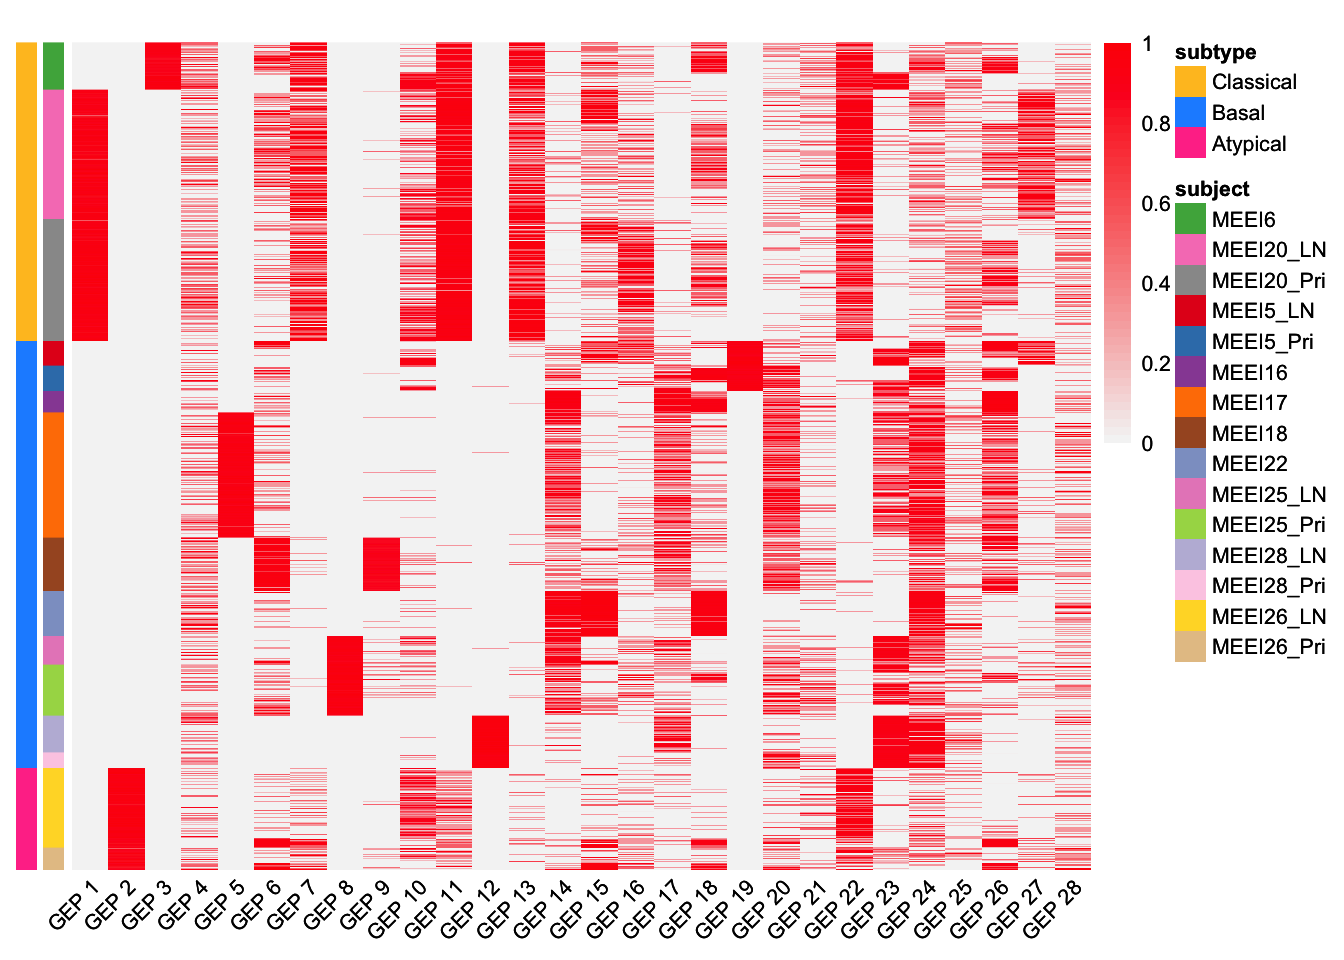 1
0.8
0.6
0.4
0.2
0
subtype
Classical
Basal
Atypical
subject
MEEI6
MEEI20_LN
MEEI20_Pri
MEEI5_LN
MEEI5_Pri
MEEI16
MEEI17
MEEI18
MEEI22
MEEI25_LN
MEEI25_Pri
MEEI28_LN
MEEI28_Pri
MEEI26_LN
MEEI26_Pri
GEP 1
GEP 2
GEP 3
GEP 4
GEP 5
GEP 6
GEP 7
GEP 8
GEP 9
GEP 10
GEP 11
GEP 12
GEP 13
GEP 14
GEP 15
GEP 16
GEP 17
GEP 18
GEP 19
GEP 20
GEP 21
GEP 22
GEP 23
GEP 24
GEP 25
GEP 26
GEP 27
GEP 28